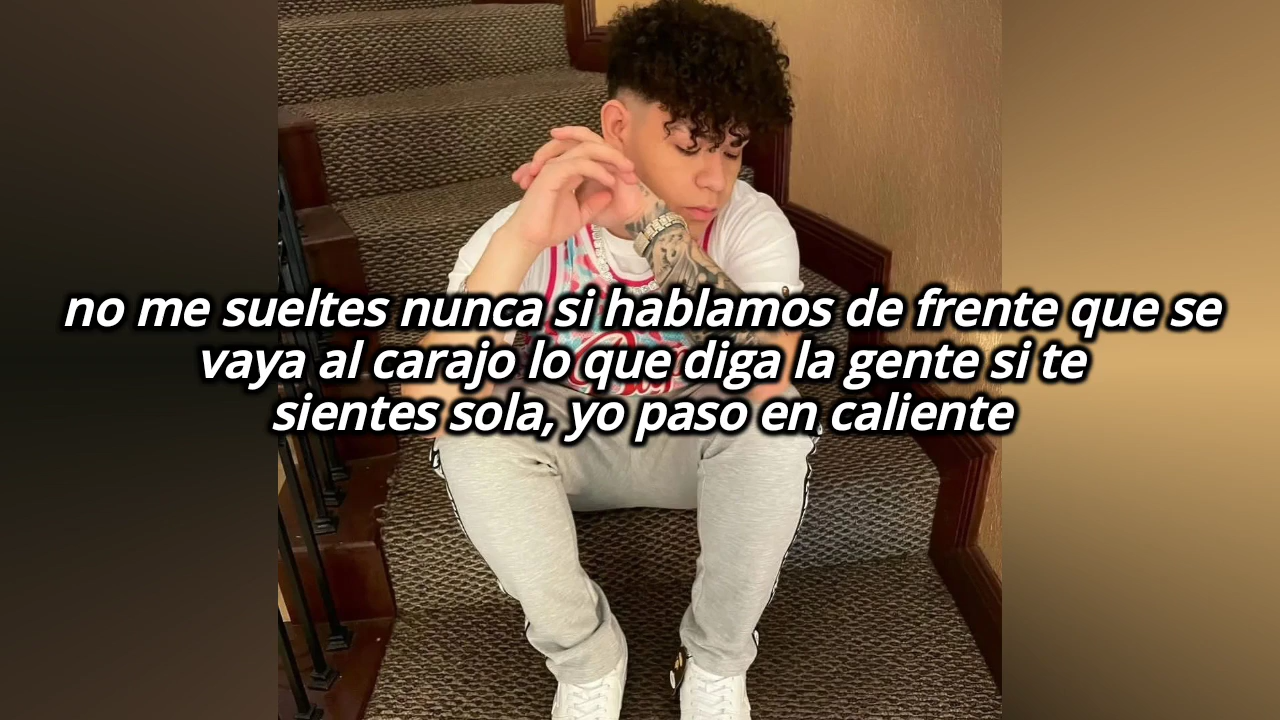 no me sueltes nunca si hablamos de frente que se
vaya al carajo lo que diga la gente si te
sientes sola, yo paso en caliente